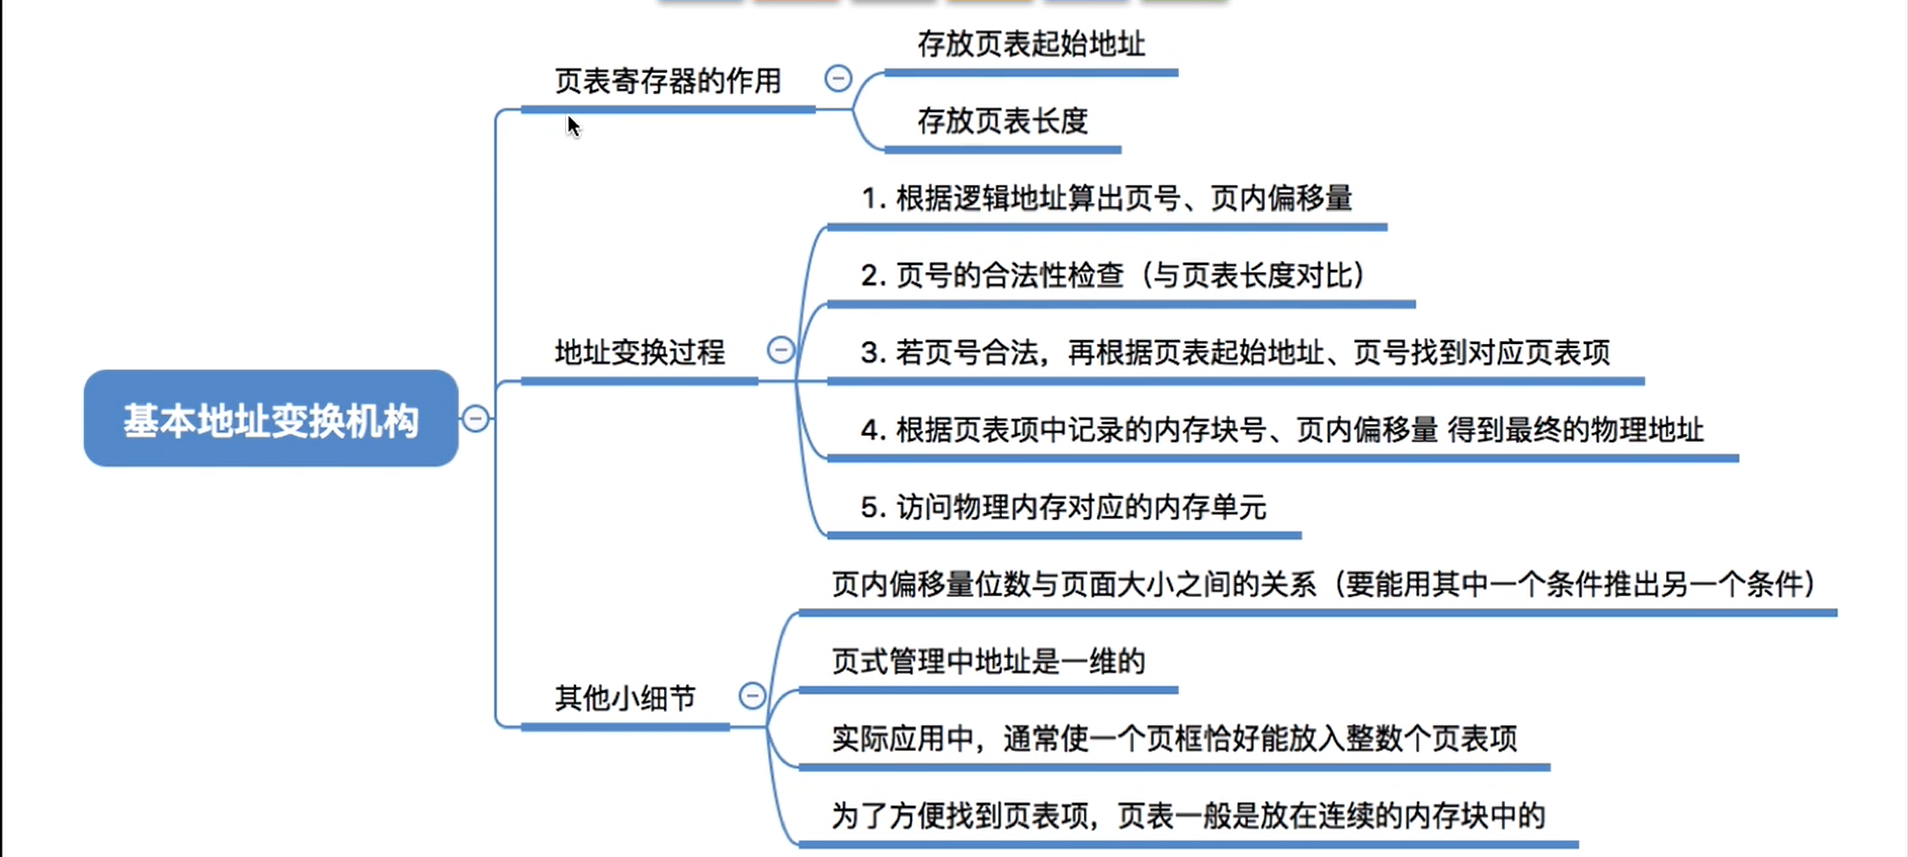 基本地址变换机构
页表寄存器的作用
存放页表起始地址
存放页表长度
地址变换过程
1. 根据逻辑地址算出页号、页内偏移量
2. 页号的合法性检查（与页表长度对比）
3. 若页号合法，再根据页表起始地址、页号找到对应页表项
4. 根据页表项中记录的内存块号、页内偏移量 得到最终的物理地址
5. 访问物理内存对应的内存单元
其他小细节
页内偏移量位数与页面大小之间的关系（要能用其中一个条件推出另一个条件）
页式管理中地址是一维的
实际应用中，通常使一个页框恰好能放入整数个页表项
为了方便找到页表项，页表一般是放在连续的内存块中的